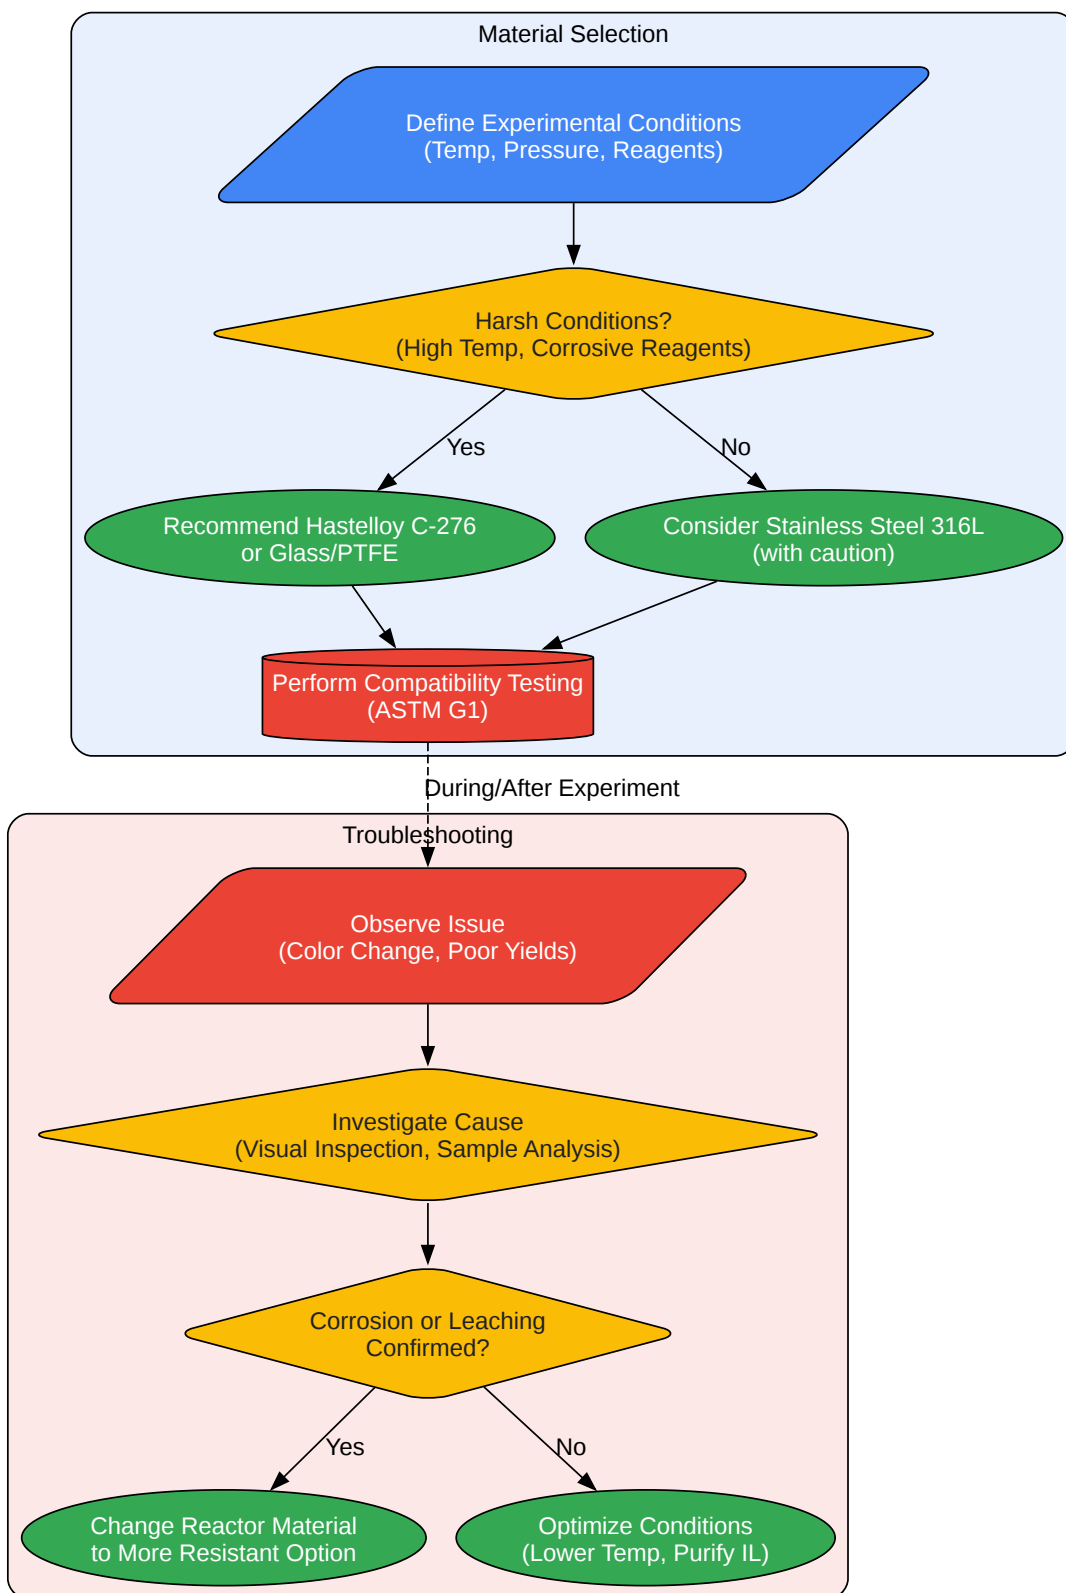 Material Selection
Define Experimental Conditions
(Temp, Pressure, Reagents)
Harsh Conditions?
(High Temp, Corrosive Reagents)
Yes
No
Recommend Hastelloy C-276
or Glass/PTFE
Consider Stainless Steel 316L
(with caution)
Perform Compatibility Testing
(ASTM G1)
During/After Experiment
Troubleshooting
Observe Issue
(Color Change, Poor Yields)
Investigate Cause
(Visual Inspection, Sample Analysis)
Corrosion or Leaching
Confirmed?
Yes
No
Change Reactor Material
to More Resistant Option
Optimize Conditions
(Lower Temp, Purify IL)